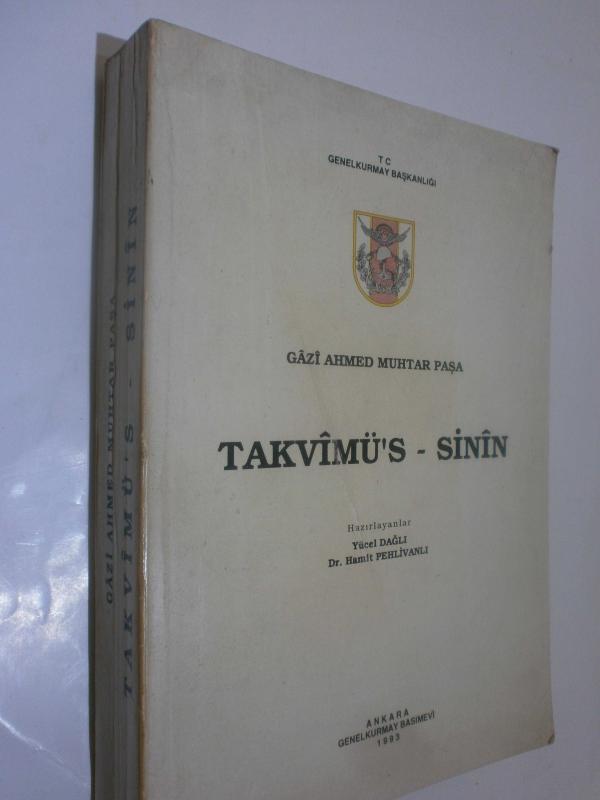 T C
GENELKURMAY BAŞKANLIĞI
GÂZÎ AHMED MUHTAR PAŞA
TAKVÎMÜ'S - SİNÎN
Hazırlayanlar
Yücel DAĞLI
Dr. Hamit PEHLİVANLI
ANKARA
GENELKURMAY BASIMEVİ
1993
GÂZÎ AHMED MUHTAR PAŞA
TAKVÎMÜ'S - SİNÎN